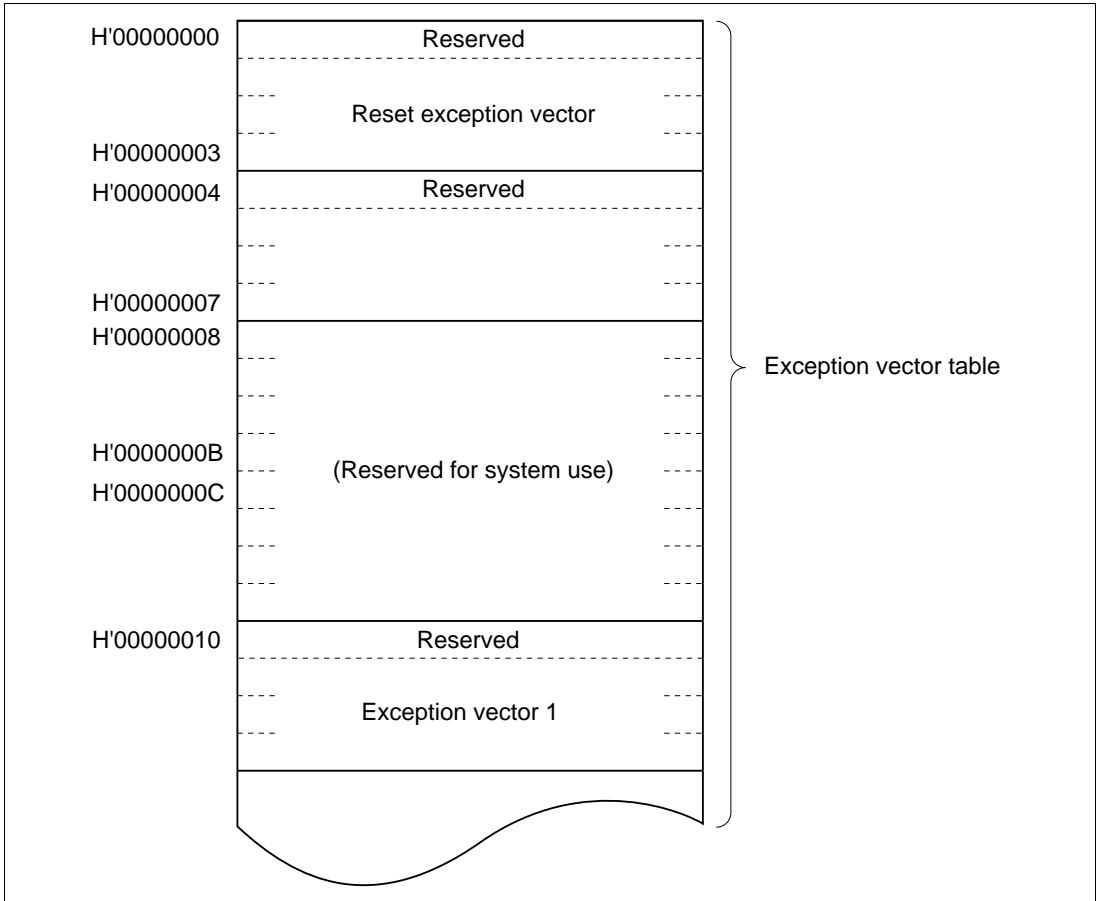 H'00000000
Reserved
Reset exception vector
H'00000003
H'00000004
Reserved
H'00000007
H'00000008
Exception vector table
H'0000000B
(Reserved for system use)
H'0000000C
H'00000010
Reserved
Exception vector 1